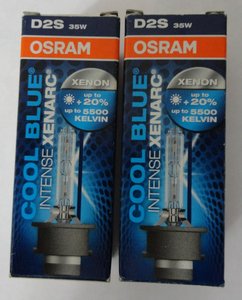 D2S 35W
OSRAM
XENON
up to
+20%
up to 5500
KELVIN
COOL BLUE®
INTENSE XENARC®
D2S 35W
OSRAM
XENON
up to
+20%
up to 5500
KELVIN
COOL BLUE®
INTENSE XENARC®